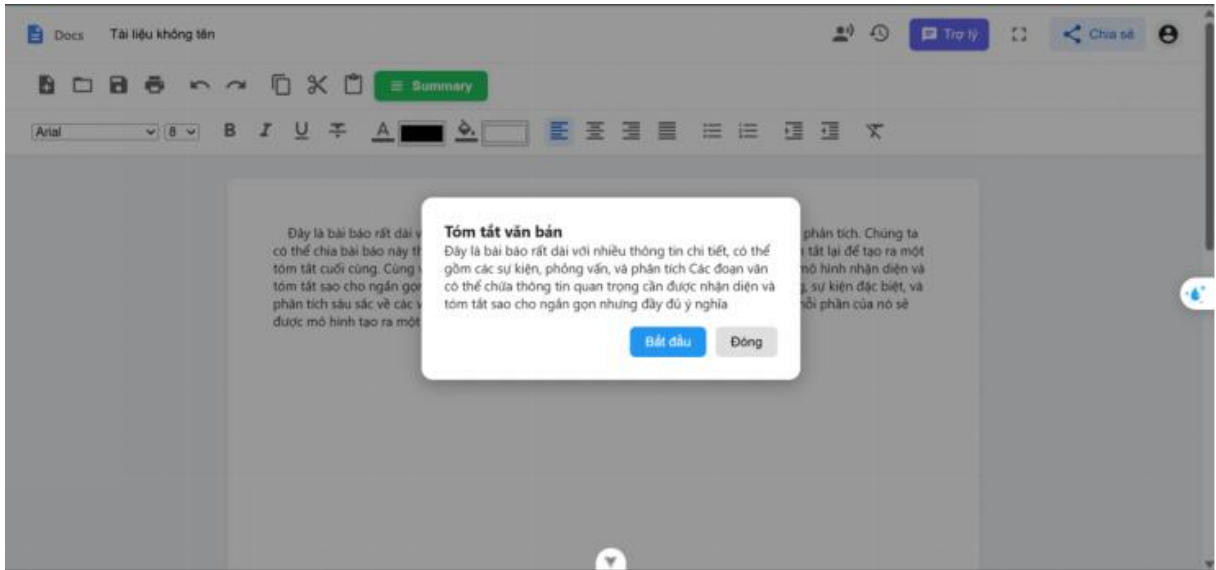 Docs Tài liệu không tên
Trợ lý
Chia sẻ
Summary
Arial 8
B I U A
Đây là bài báo rất dài v
phân tích. Chúng ta
có thể chia bài báo này th
tắt lại để tạo ra một
tóm tắt cuối cùng. Cùng
mô hình nhận diện và
tóm tắt sao cho ngắn gọn
, sự kiện đặc biệt, và
phân tích sâu sắc về các v
ỗi phần của nó sẽ
được mô hình tạo ra một
Tóm tắt văn bản
Đây là bài báo rất dài với nhiều thông tin chi tiết, có thể
gồm các sự kiện, phỏng vấn, và phân tích Các đoạn văn
có thể chứa thông tin quan trọng cần được nhận diện và
tóm tắt sao cho ngắn gọn nhưng đầy đủ ý nghĩa
Bắt đầu
Đóng